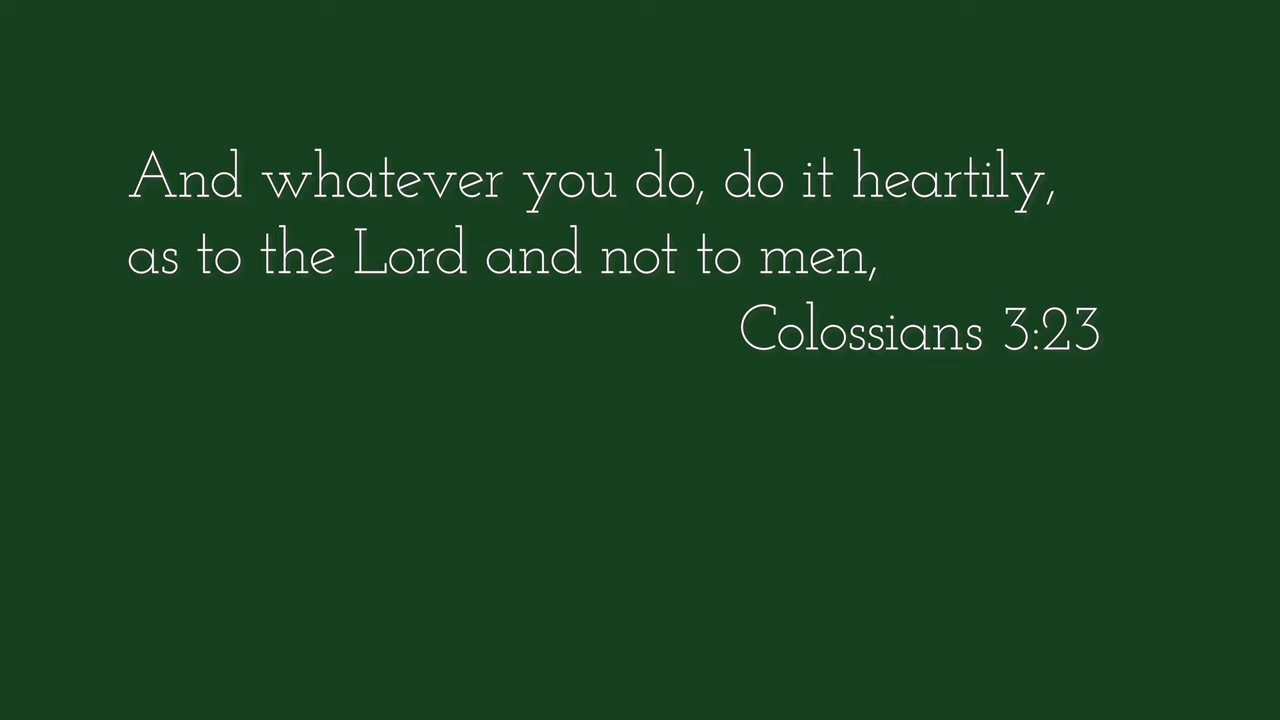 And whatever you do, do it heartily,
as to the Lord and not to men,
Colossians 3:23